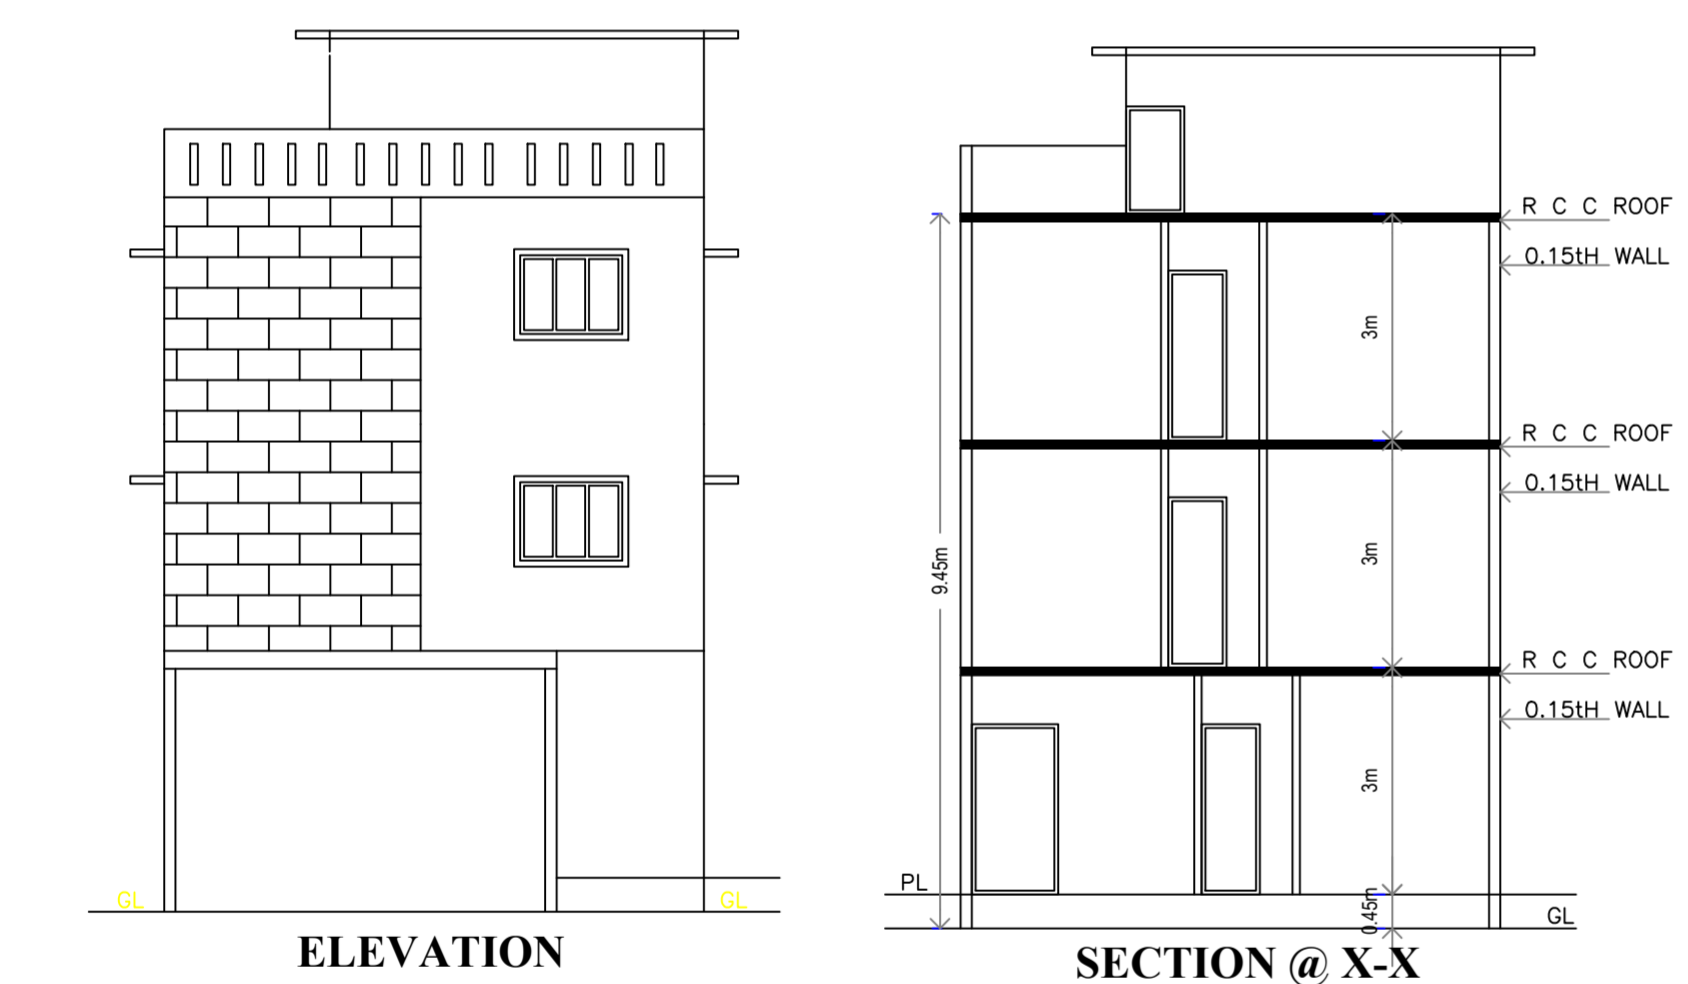 GL
GL
ELEVATION
R C C ROOF
0.15tH WALL
3m
R C C ROOF
0.15tH WALL
9.45m
3m
R C C ROOF
0.15tH WALL
3m
PL
0.45m
GL
SECTION @ X-X